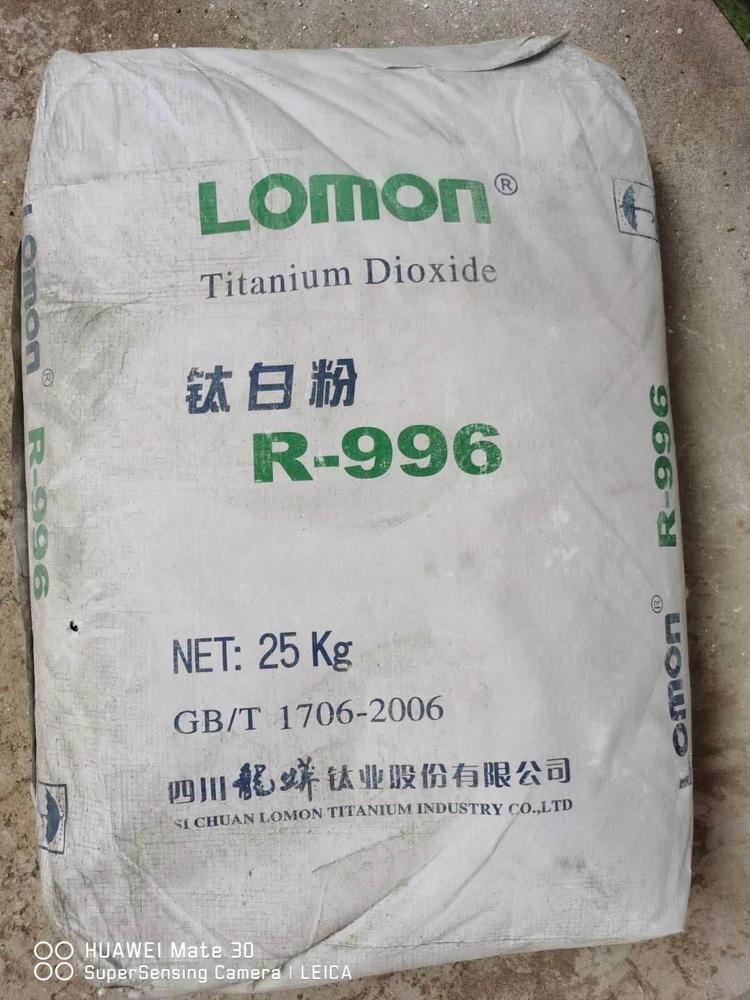 LOMON®
Titanium Dioxide
钛白粉
R-996
NET: 25 Kg
GB/T 1706-2006
四川龍蟒钛业股份有限公司
SI CHUAN LOMON TITANIUM INDUSTRY CO.,LTD
LOMON® R-996
LOMON® R-996
HUAWEI Mate 30
SuperSensing Camera | LEICA